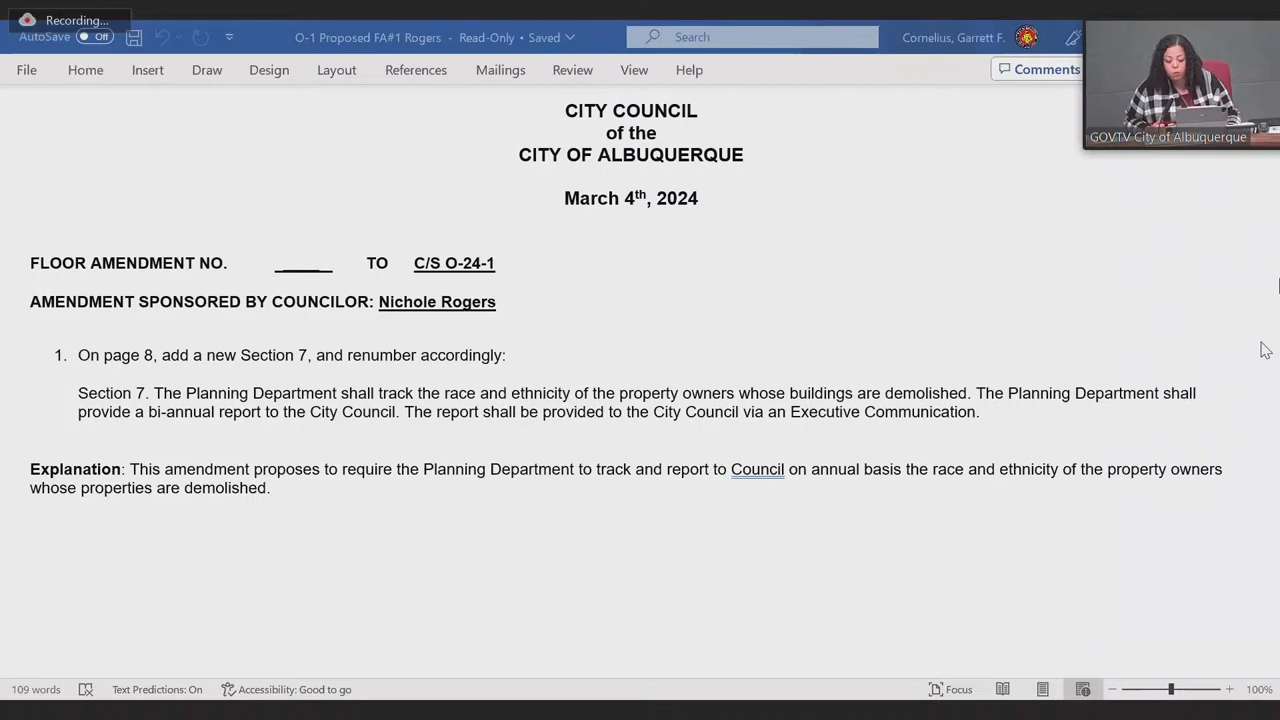 Recording...
AutoSave Off O-1 Proposed FA#1 Rogers - Read-Only • Saved Search Cornelius, Garrett F.
File Home Insert Draw Design Layout References Mailings Review View Help Comments
GOVTV City of Albuquerque
CITY COUNCIL
of the
CITY OF ALBUQUERQUE
March 4th, 2024
FLOOR AMENDMENT NO. ____ TO C/S O-24-1
AMENDMENT SPONSORED BY COUNCILOR: Nichole Rogers
1. On page 8, add a new Section 7, and renumber accordingly:
Section 7. The Planning Department shall track the race and ethnicity of the property owners whose buildings are demolished. The Planning Department shall
provide a bi-annual report to the City Council. The report shall be provided to the City Council via an Executive Communication.
Explanation: This amendment proposes to require the Planning Department to track and report to Council on annual basis the race and ethnicity of the property owners
whose properties are demolished.
109 words Text Predictions: On Accessibility: Good to go Focus 100%